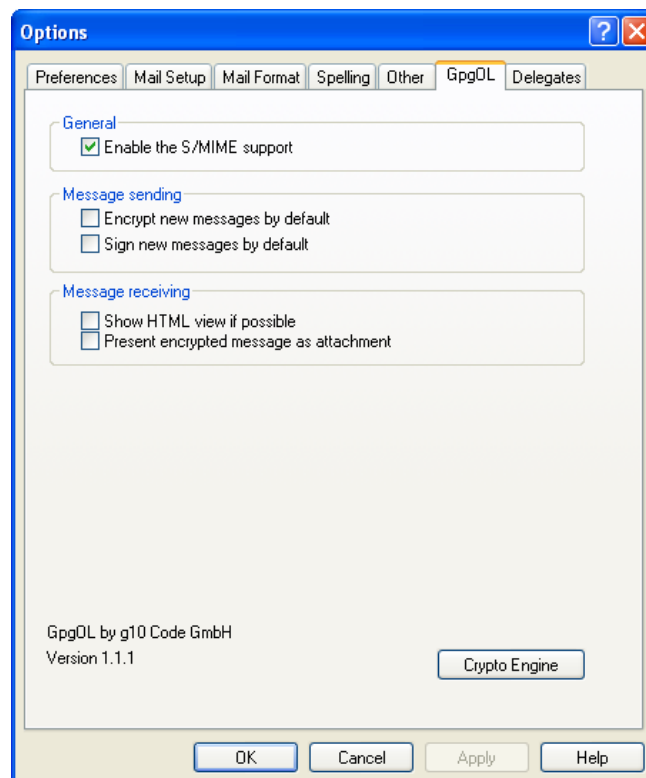 Options
Preferences Mail Setup Mail Format Spelling Other GpgOL Delegates
General
Enable the S/MIME support
Message sending
Encrypt new messages by default
Sign new messages by default
Message receiving
Show HTML view if possible
Present encrypted message as attachment
GpgOL by g10 Code GmbH
Version 1.1.1
Crypto Engine
OK Cancel Apply Help